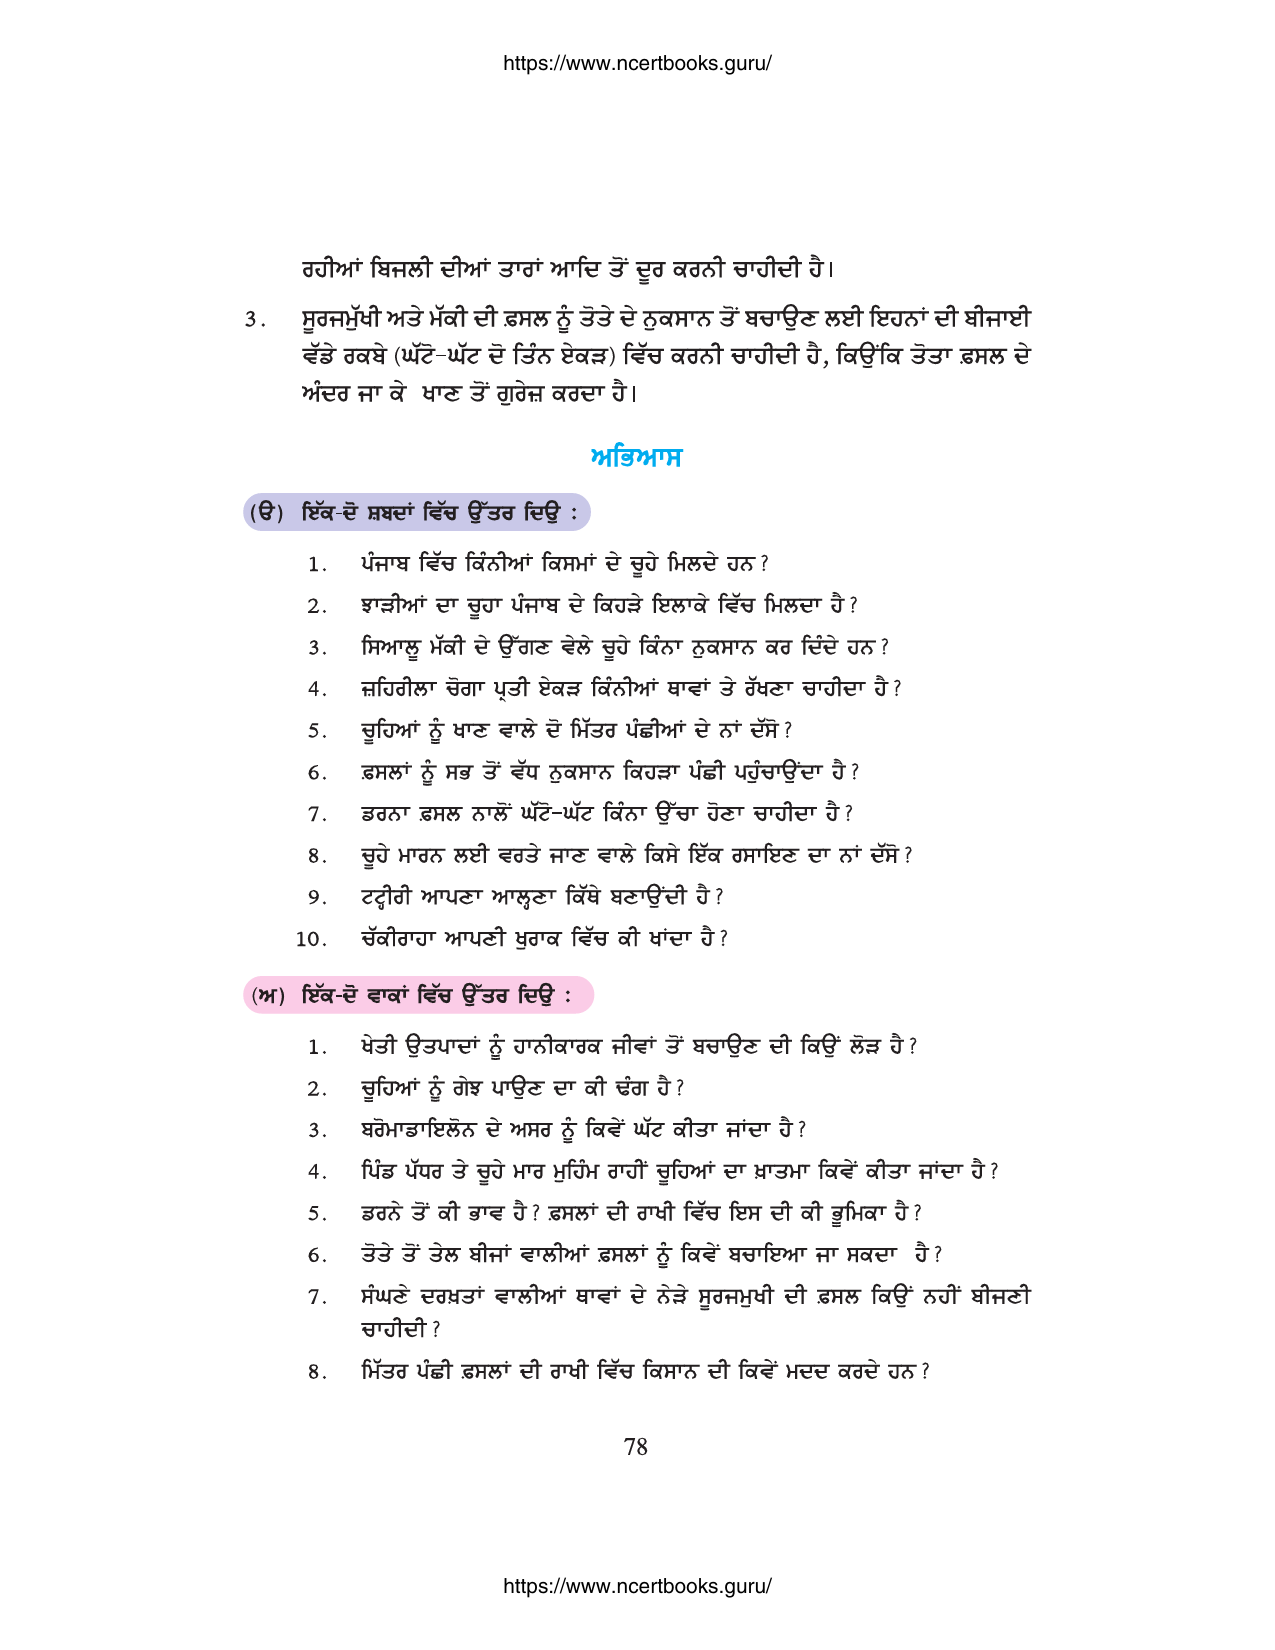 https://www.ncertbooks.guru/
ਰਹੀਆਂ ਬਿਜਲੀ ਦੀਆਂ ਤਾਰਾਂ ਆਦਿ ਤੋਂ ਦੂਰ ਕਰਨੀ ਚਾਹੀਦੀ ਹੈ।
3. ਸੂਰਜਮੁੱਖੀ ਅਤੇ ਮੱਕੀ ਦੀ ਫ਼ਸਲ ਨੂੰ ਤੋਤੇ ਦੇ ਨੁਕਸਾਨ ਤੋਂ ਬਚਾਉਣ ਲਈ ਇਹਨਾਂ ਦੀ ਬੀਜਾਈ
ਵੱਡੇ ਰਕਬੇ (ਘੱਟੋ-ਘੱਟ ਦੋ ਤਿੰਨ ਏਕੜ) ਵਿੱਚ ਕਰਨੀ ਚਾਹੀਦੀ ਹੈ, ਕਿਉਂਕਿ ਤੋਤਾ ਫ਼ਸਲ ਦੇ
ਅੰਦਰ ਜਾ ਕੇ ਖਾਣ ਤੋਂ ਗੁਰੇਜ਼ ਕਰਦਾ ਹੈ।
ਅਭਿਆਸ
(ੳ) ਇੱਕ-ਦੋ ਸ਼ਬਦਾਂ ਵਿੱਚ ਉੱਤਰ ਦਿਉ :
1. ਪੰਜਾਬ ਵਿੱਚ ਕਿੰਨੀਆਂ ਕਿਸਮਾਂ ਦੇ ਚੂਹੇ ਮਿਲਦੇ ਹਨ?
2. ਝਾੜੀਆਂ ਦਾ ਚੂਹਾ ਪੰਜਾਬ ਦੇ ਕਿਹੜੇ ਇਲਾਕੇ ਵਿੱਚ ਮਿਲਦਾ ਹੈ?
3. ਸਿਆਲੂ ਮੱਕੀ ਦੇ ਉੱਗਣ ਵੇਲੇ ਚੂਹੇ ਕਿੰਨਾ ਨੁਕਸਾਨ ਕਰ ਦਿੰਦੇ ਹਨ?
4. ਜ਼ਹਿਰੀਲਾ ਚੋਗਾ ਪ੍ਰਤੀ ਏਕੜ ਕਿੰਨੀਆਂ ਥਾਵਾਂ ਤੇ ਰੱਖਣਾ ਚਾਹੀਦਾ ਹੈ?
5. ਚੂਹਿਆਂ ਨੂੰ ਖਾਣ ਵਾਲੇ ਦੋ ਮਿੱਤਰ ਪੰਛੀਆਂ ਦੇ ਨਾਂ ਦੱਸੋ?
6. ਫ਼ਸਲਾਂ ਨੂੰ ਸਭ ਤੋਂ ਵੱਧ ਨੁਕਸਾਨ ਕਿਹੜਾ ਪੰਛੀ ਪਹੁੰਚਾਉਂਦਾ ਹੈ?
7. ਡਰਨਾ ਫ਼ਸਲ ਨਾਲੋਂ ਘੱਟੋ-ਘੱਟ ਕਿੰਨਾ ਉੱਚਾ ਹੋਣਾ ਚਾਹੀਦਾ ਹੈ?
8. ਚੂਹੇ ਮਾਰਨ ਲਈ ਵਰਤੇ ਜਾਣ ਵਾਲੇ ਕਿਸੇ ਇੱਕ ਰਸਾਇਣ ਦਾ ਨਾਂ ਦੱਸੋ?
9. ਟਟ੍ਹੀਰੀ ਆਪਣਾ ਆਲ੍ਹਣਾ ਕਿੱਥੇ ਬਣਾਉਂਦੀ ਹੈ?
10. ਚੱਕੀਰਾਹਾ ਆਪਣੀ ਖੁਰਾਕ ਵਿੱਚ ਕੀ ਖਾਂਦਾ ਹੈ?
(ਅ) ਇੱਕ-ਦੋ ਵਾਕਾਂ ਵਿੱਚ ਉੱਤਰ ਦਿਉ :
1. ਖੇਤੀ ਉਤਪਾਦਾਂ ਨੂੰ ਹਾਨੀਕਾਰਕ ਜੀਵਾਂ ਤੋਂ ਬਚਾਉਣ ਦੀ ਕਿਉਂ ਲੋੜ ਹੈ?
2. ਚੂਹਿਆਂ ਨੂੰ ਗੇਝ ਪਾਉਣ ਦਾ ਕੀ ਢੰਗ ਹੈ?
3. ਬਰੋਮਾਡਾਇਲੋਨ ਦੇ ਅਸਰ ਨੂੰ ਕਿਵੇਂ ਘੱਟ ਕੀਤਾ ਜਾਂਦਾ ਹੈ?
4. ਪਿੰਡ ਪੱਧਰ ਤੇ ਚੂਹੇ ਮਾਰ ਮੁਹਿੰਮ ਰਾਹੀਂ ਚੂਹਿਆਂ ਦਾ ਖ਼ਾਤਮਾ ਕਿਵੇਂ ਕੀਤਾ ਜਾਂਦਾ ਹੈ?
5. ਡਰਨੇ ਤੋਂ ਕੀ ਭਾਵ ਹੈ? ਫ਼ਸਲਾਂ ਦੀ ਰਾਖੀ ਵਿੱਚ ਇਸ ਦੀ ਕੀ ਭੂਮਿਕਾ ਹੈ?
6. ਤੋਤੇ ਤੋਂ ਤੇਲ ਬੀਜਾਂ ਵਾਲੀਆਂ ਫ਼ਸਲਾਂ ਨੂੰ ਕਿਵੇਂ ਬਚਾਇਆ ਜਾ ਸਕਦਾ ਹੈ?
7. ਸੰਘਣੇ ਦਰਖ਼ਤਾਂ ਵਾਲੀਆਂ ਥਾਵਾਂ ਦੇ ਨੇੜੇ ਸੂਰਜਮੁਖੀ ਦੀ ਫ਼ਸਲ ਕਿਉਂ ਨਹੀਂ ਬੀਜਣੀ
ਚਾਹੀਦੀ?
8. ਮਿੱਤਰ ਪੰਛੀ ਫ਼ਸਲਾਂ ਦੀ ਰਾਖੀ ਵਿੱਚ ਕਿਸਾਨ ਦੀ ਕਿਵੇਂ ਮਦਦ ਕਰਦੇ ਹਨ?
78
https://www.ncertbooks.guru/